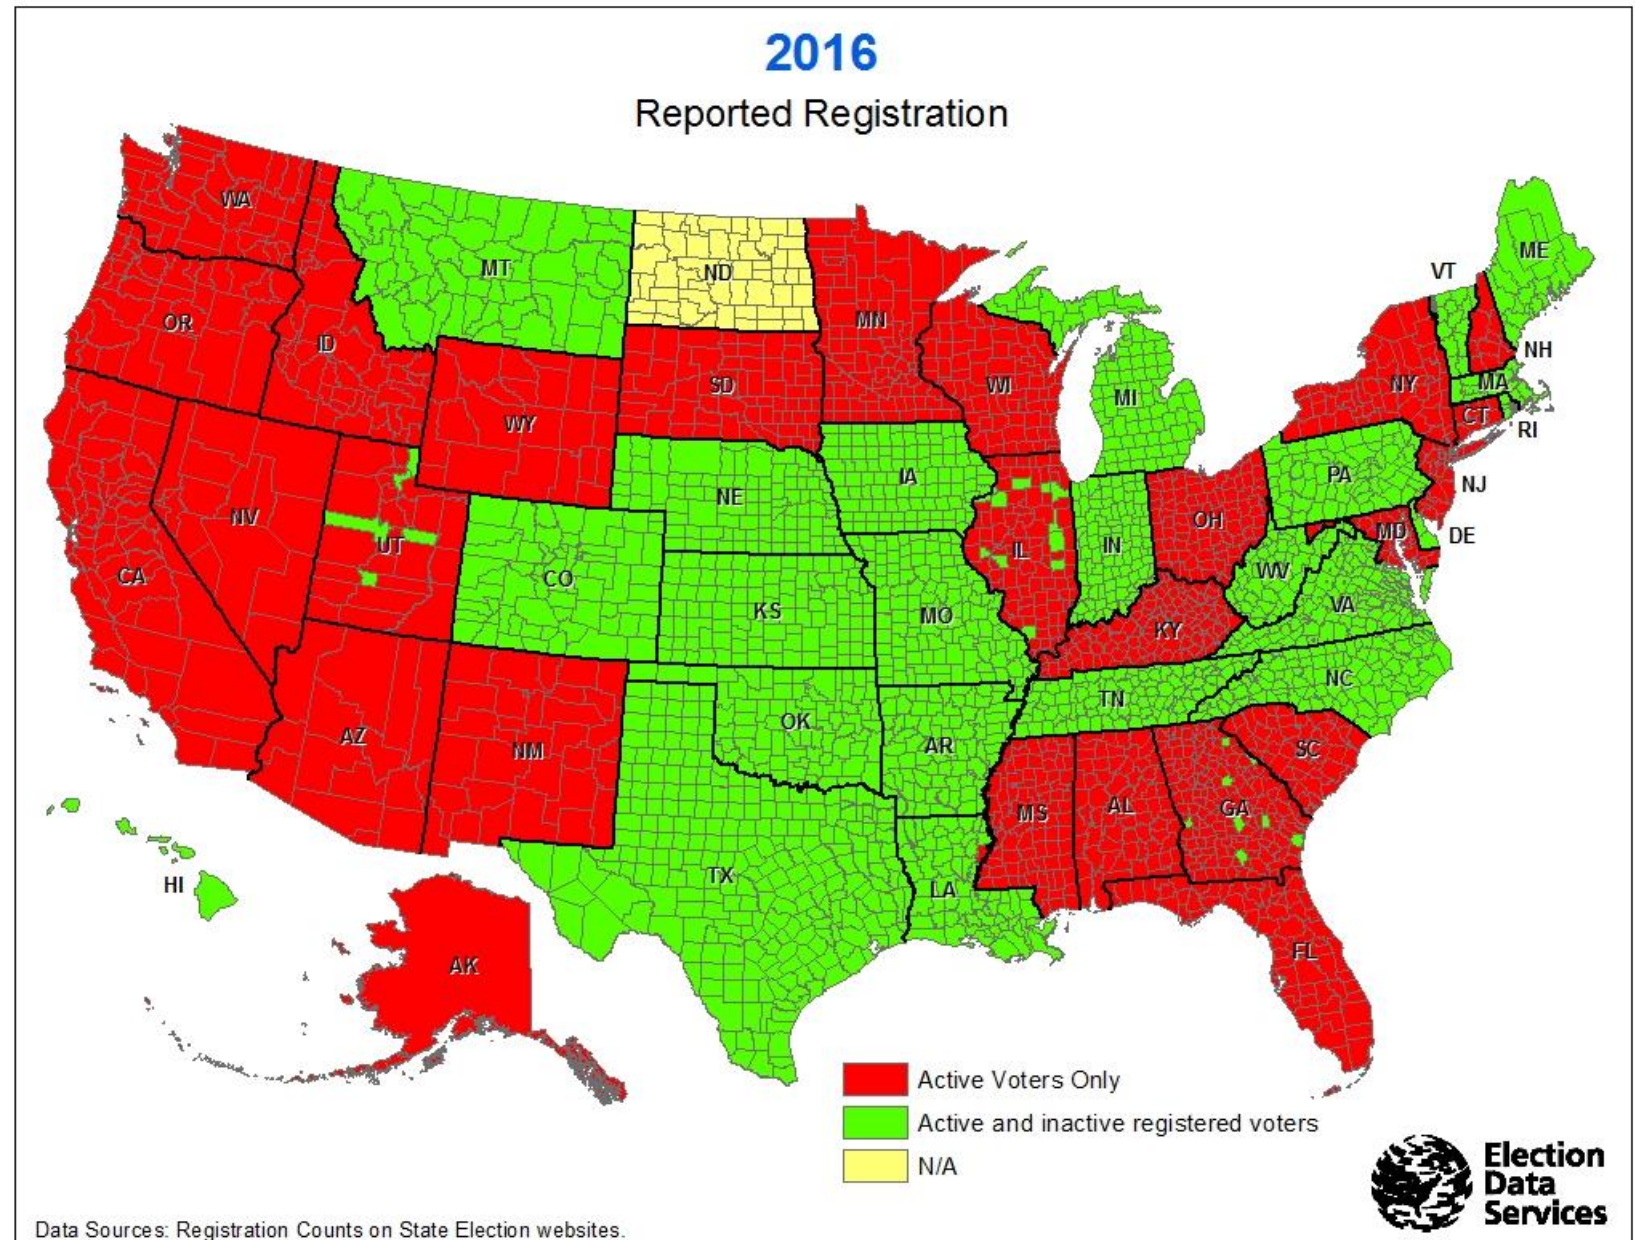 2016
Reported Registration
WA
MT
ND
ME
VT
OR
ID
MN
NH
SD
WI
NY
MA
WY
MI
CT
RI
NE
IA
PA
NJ
NV
UT
IL
IN
OH
MD
DE
CA
CO
KS
MO
WV
VA
KY
NC
TN
AZ
NM
OK
AR
SC
MS
AL
GA
TX
LA
HI
FL
AK
Active Voters Only
Active and inactive registered voters
N/A
Election
Data
Services
Data Sources: Registration Counts on State Election websites.